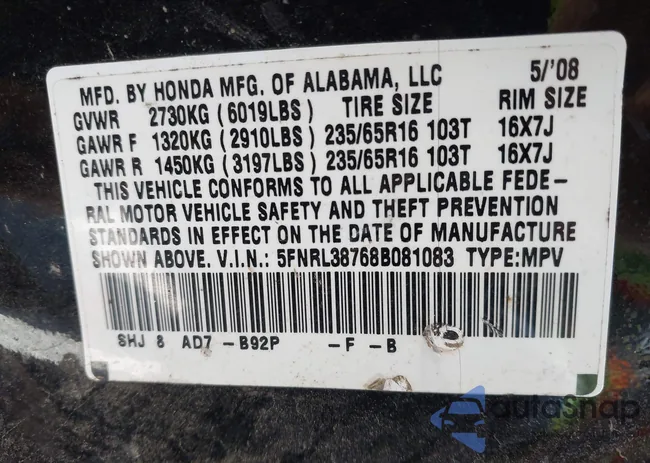 MFD. BY HONDA MFG. OF ALABAMA, LLC 5/'08
GVWR 2730KG (6019LBS) TIRE SIZE RIM SIZE
GAWR F 1320KG (2910LBS) 235/65R16 103T 16X7J
GAWR R 1450KG (3197LBS) 235/65R16 103T 16X7J
THIS VEHICLE CONFORMS TO ALL APPLICABLE FEDE-
RAL MOTOR VEHICLE SAFETY AND THEFT PREVENTION
STANDARDS IN EFFECT ON THE DATE OF MANUFACTURE
SHOWN ABOVE. V.I.N.: 5FNRL38768B081083 TYPE:MPV
SHJ 8 AD7 -B92P -F -B
autoSnap